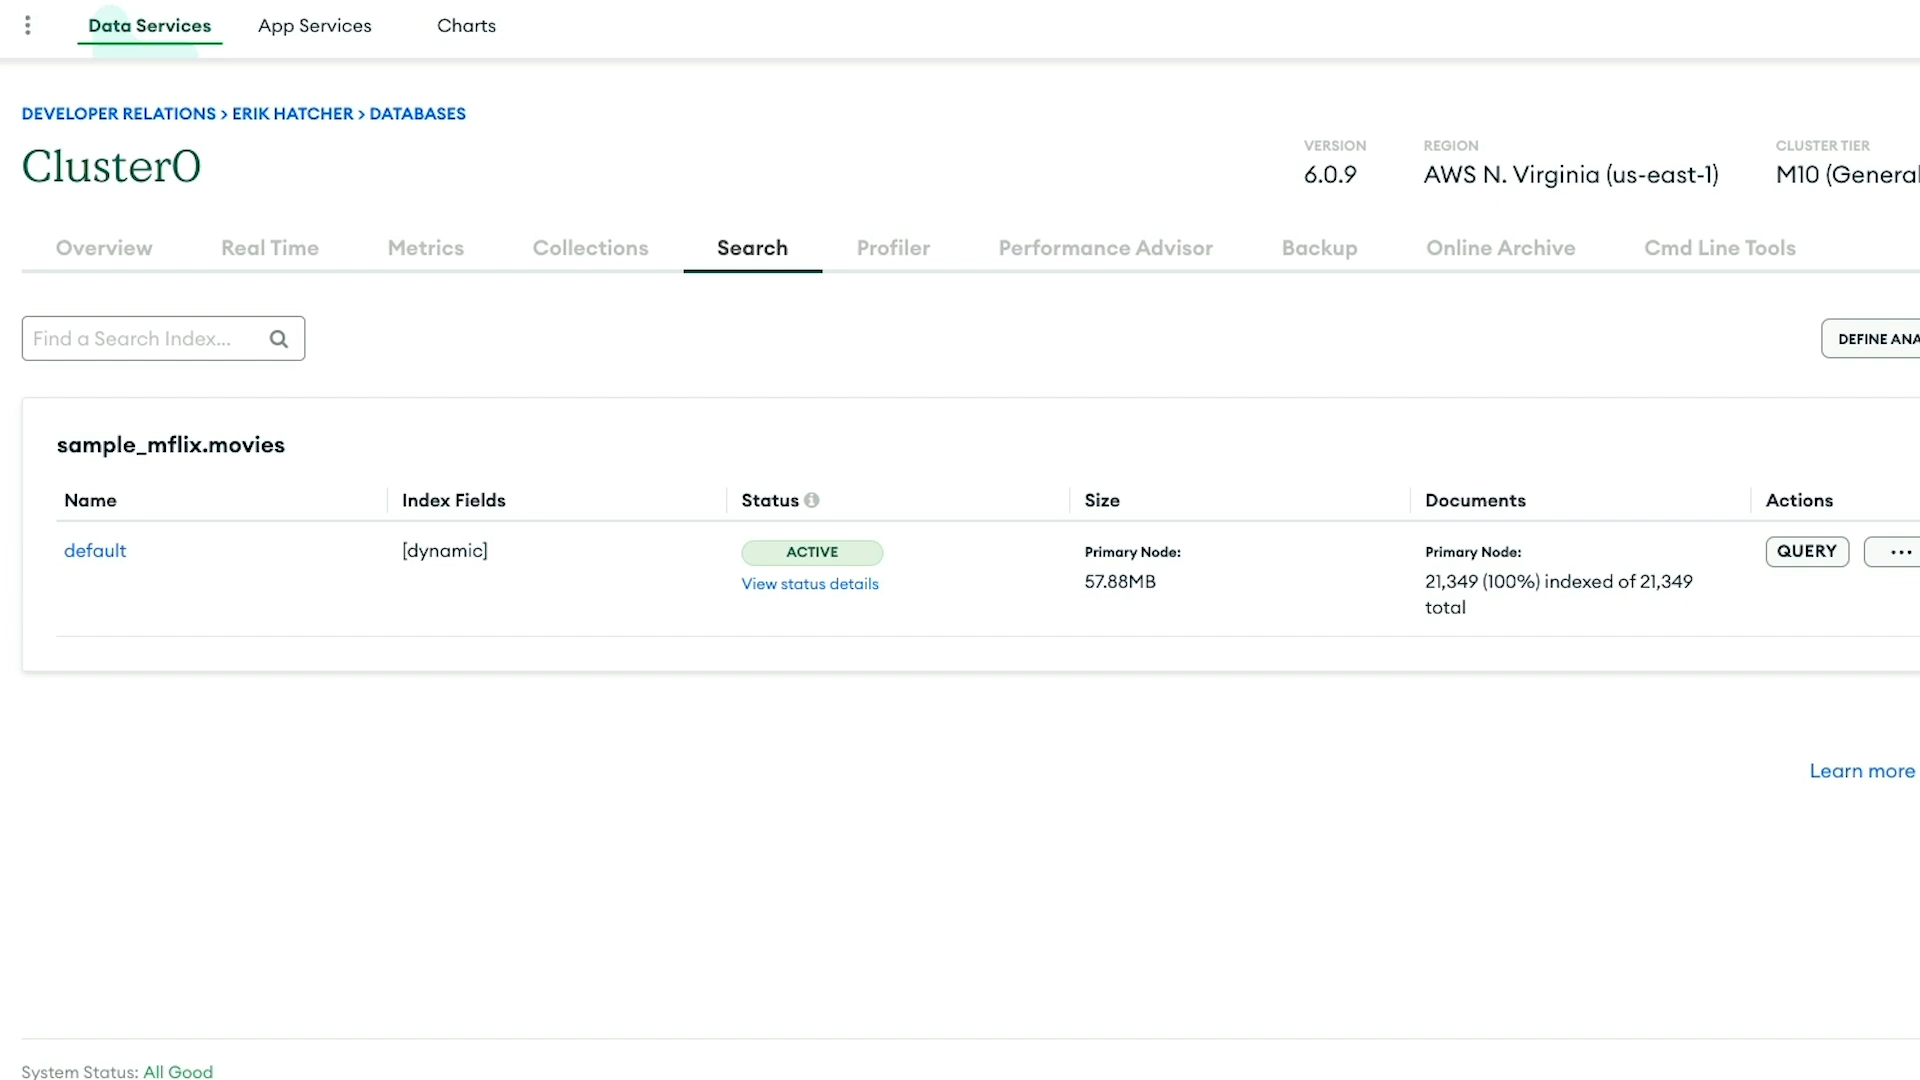 Data Services
App Services
Charts
DEVELOPER RELATIONS > ERIK HATCHER > DATABASES
Cluster0
VERSION
6.0.9
REGION
AWS N. Virginia (us-east-1)
CLUSTER TIER
M10 (General
Overview
Real Time
Metrics
Collections
Search
Profiler
Performance Advisor
Backup
Online Archive
Cmd Line Tools
Find a Search Index...
DEFINE ANA
sample_mflix.movies
Name
Index Fields
Status
Size
Documents
Actions
default
[dynamic]
ACTIVE
View status details
Primary Node:
57.88MB
Primary Node:
21,349 (100%) indexed of 21,349
total
QUERY
...
Learn more
System Status: All Good